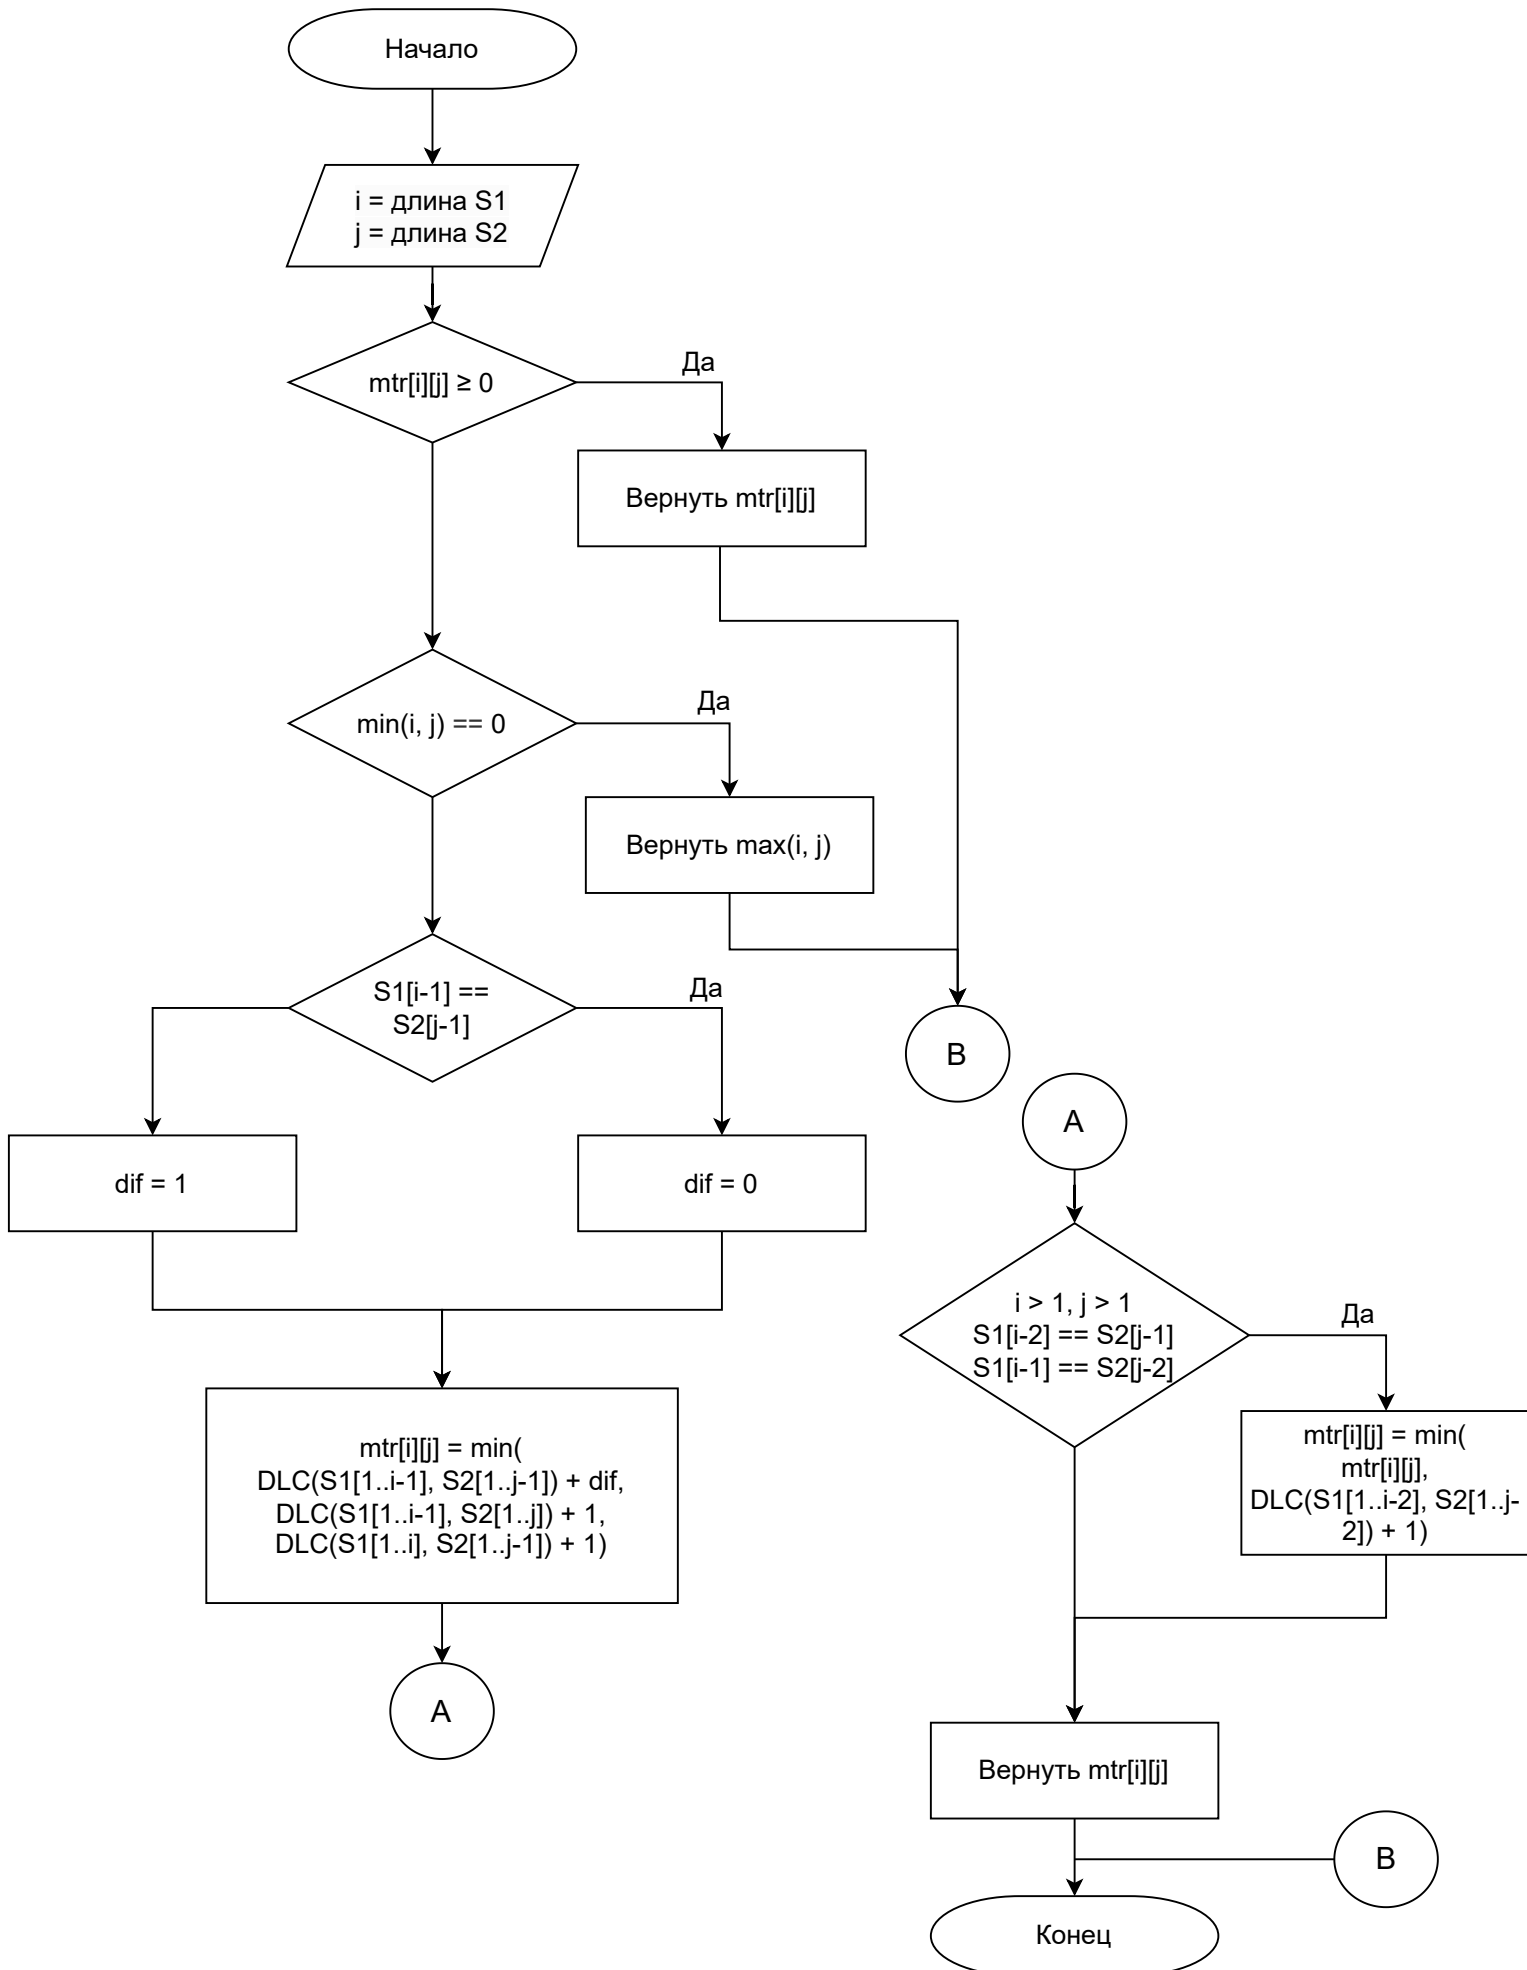 Начало
i = длина S1
j = длина S2
mtr[i][j] ≥ 0
Да
Вернуть mtr[i][j]
min(i, j) == 0
Да
Вернуть max(i, j)
S1[i-1] ==
S2[j-1]
Да
B
dif = 1
dif = 0
mtr[i][j] = min(
DLC(S1[1..i-1], S2[1..j-1]) + dif,
DLC(S1[1..i-1], S2[1..j]) + 1,
DLC(S1[1..i], S2[1..j-1]) + 1)
A
A
i > 1, j > 1
S1[i-2] == S2[j-1]
S1[i-1] == S2[j-2]
Да
mtr[i][j] = min(
mtr[i][j],
DLC(S1[1..i-2], S2[1..j-
2]) + 1)
Вернуть mtr[i][j]
B
Конец